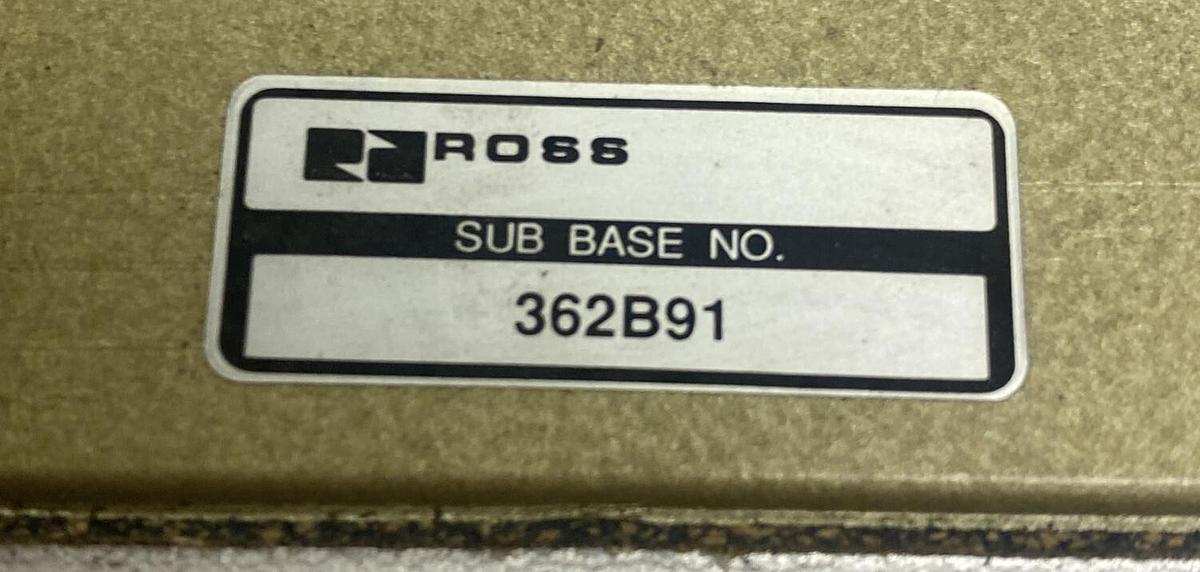 ROSS
SUB BASE NO.
362B91